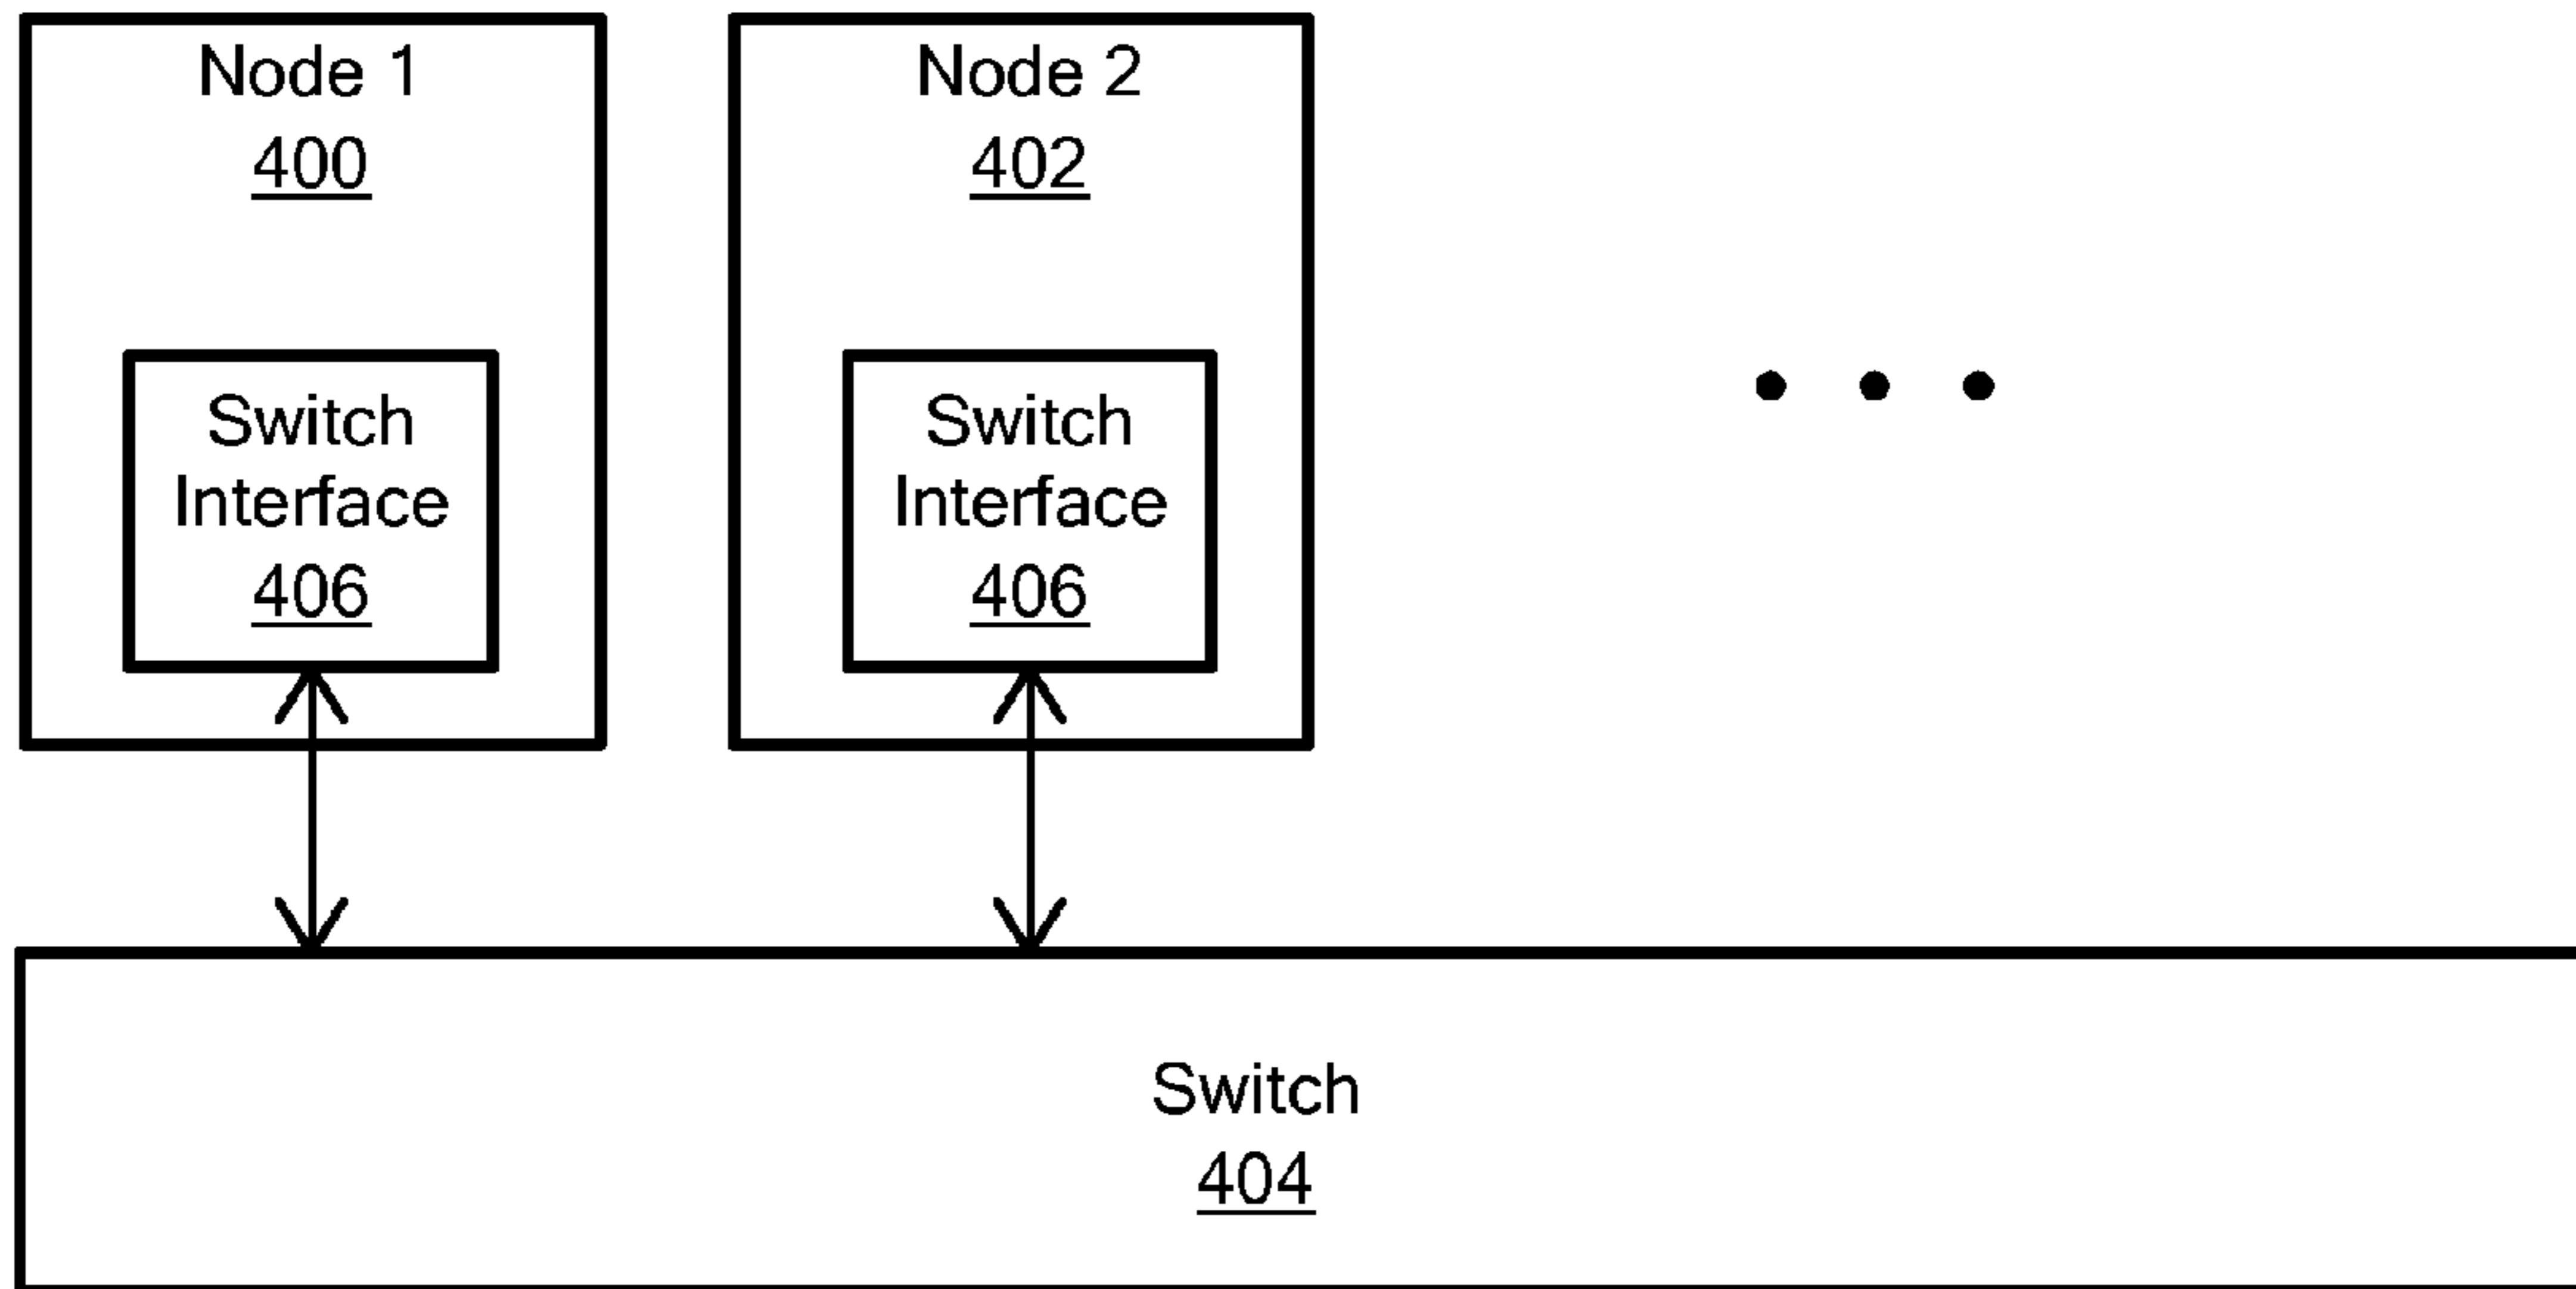 Node 1
400
Switch
Interface
406
Node 2
402
Switch
Interface
406
Switch
404